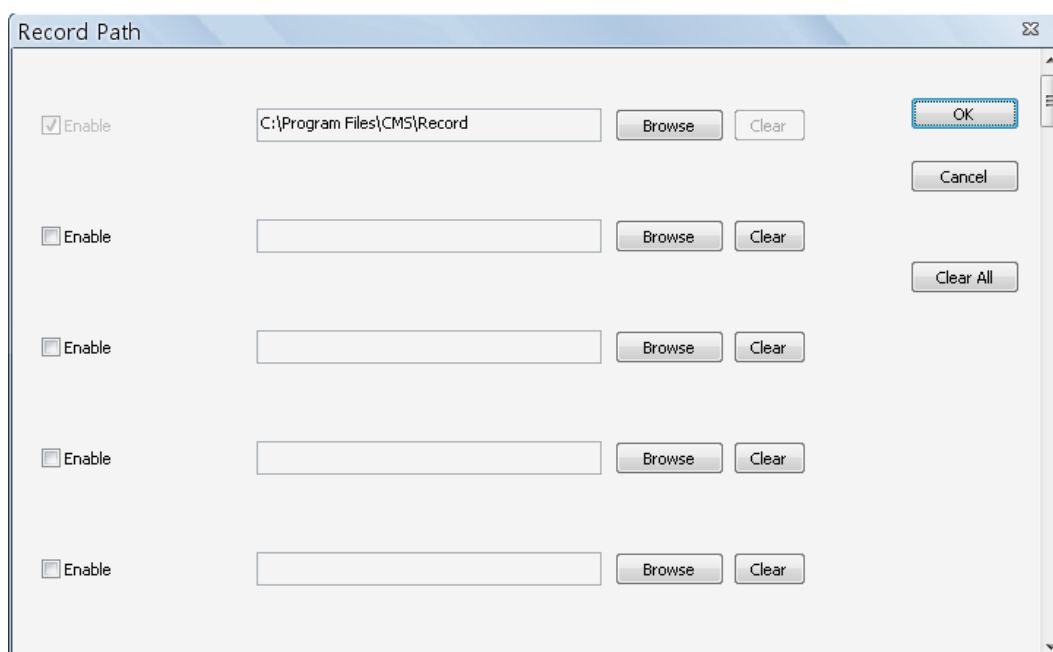 Record Path
Enable C:\Program Files\CMS\Record Browse Clear OK
Cancel
Enable Browse Clear
Clear All
Enable Browse Clear
Enable Browse Clear
Enable Browse Clear